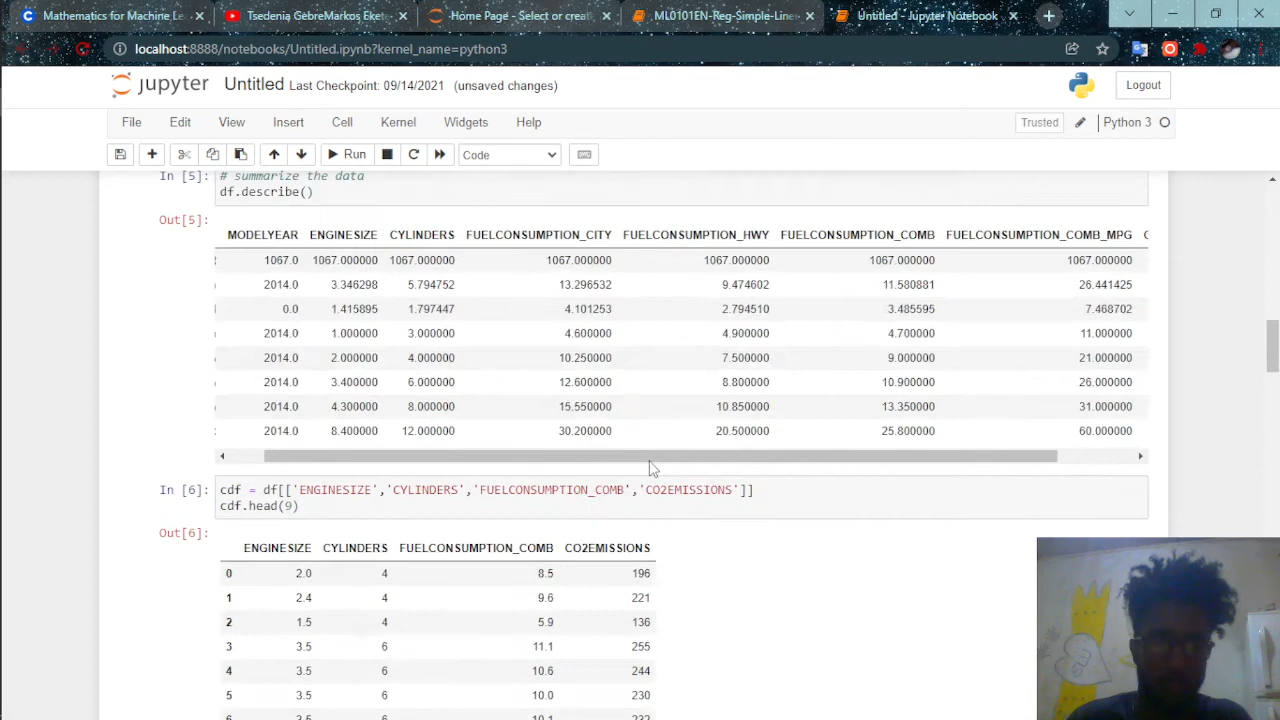 Mathematics for Machine Le
Tsedenia GebreMarkos Eket
Home Page - Select or creat
ML0101EN-Reg-Simple-Line
Untitled - Jupyter Notebook
localhost:8888/notebooks/Untitled.ipynb?kernel_name=python3
jupyter Untitled Last Checkpoint: 09/14/2021 (unsaved changes)
Logout
File Edit View Insert Cell Kernel Widgets Help
Trusted Python 3
Run Code
In [5]: # summarize the data
df.describe()
Out[5]:
MODELYEAR ENGINESIZE CYLINDERS FUELCONSUMPTION_CITY FUELCONSUMPTION_HWY FUELCONSUMPTION_COMB FUELCONSUMPTION_COMB_MPG
1067.0 1067.000000 1067.000000 1067.000000 1067.000000 1067.000000 1067.000000
2014.0 3.346298 5.794752 13.296532 9.474602 11.580881 26.441425
0.0 1.415895 1.797447 4.101253 2.794510 3.485595 7.468702
2014.0 1.000000 3.000000 4.600000 4.900000 4.700000 11.000000
2014.0 2.000000 4.000000 10.250000 7.500000 9.000000 21.000000
2014.0 3.400000 6.000000 12.600000 8.800000 10.900000 26.000000
2014.0 4.300000 8.000000 15.550000 10.850000 13.350000 31.000000
2014.0 8.400000 12.000000 30.200000 20.500000 25.800000 60.000000
In [6]: cdf = df[['ENGINESIZE','CYLINDERS','FUELCONSUMPTION_COMB','CO2EMISSIONS']]
cdf.head(9)
Out[6]:
ENGINESIZE CYLINDERS FUELCONSUMPTION_COMB CO2EMISSIONS
0 2.0 4 8.5 196
1 2.4 4 9.6 221
2 1.5 4 5.9 136
3 3.5 6 11.1 255
4 3.5 6 10.6 244
5 3.5 6 10.0 230
6 3.5 6 10.1 232